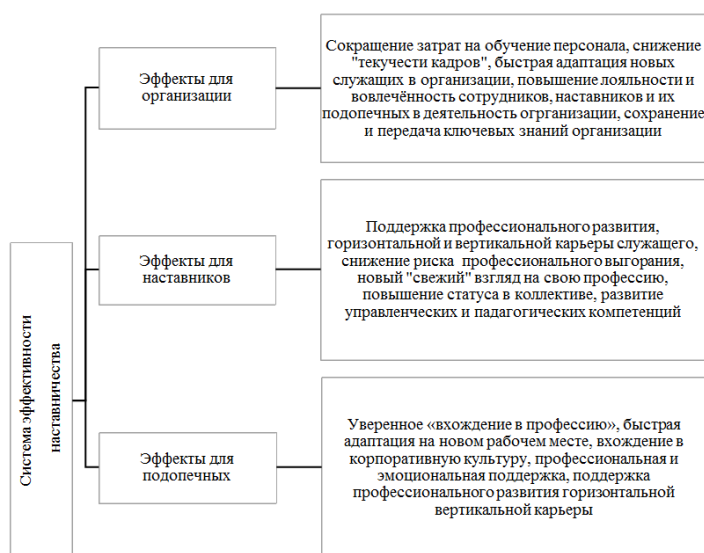 Система эффективности
наставничества
Эффекты для
организации
Сокращение затрат на обучение персонала, снижение
"текучести кадров", быстрая адаптация новых
служащих в организации, повышение лояльности и
вовлечённость сотрудников, наставников и их
подопечных в деятельность огрганизации, сохранение
и передача ключевых знаний организации
Эффекты для
наставников
Поддержка профессионального развития,
горизонтальной и вертикальной карьеры служащего,
снижение риска профессионального выгорания,
новый "свежий" взгляд на свою профессию,
повышение статуса в коллективе, развитие
управленческих и падагогических компетенций
Эффекты для
подопечных
Уверенное «вхождение в профессию», быстрая
адаптация на новом рабочем месте, вхождение в
корпоративную культуру, профессиональная и
эмоциональная поддержка, поддержка
профессионального развития горизонтальной
вертикальной карьеры